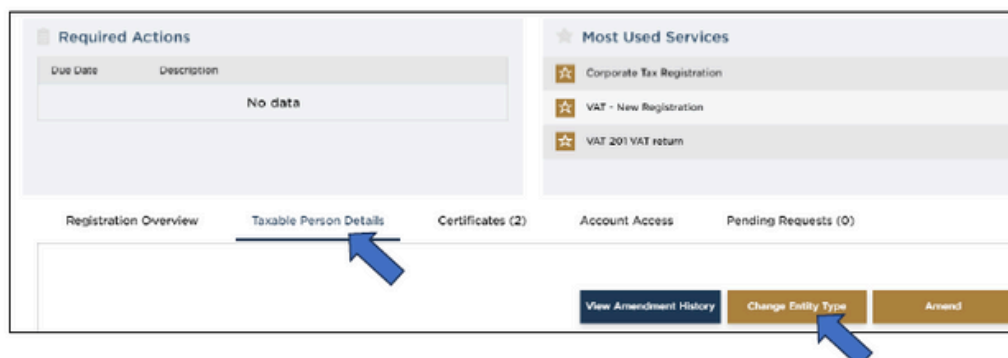 Required Actions
Due Date Description
No data
Most Used Services
Corporate Tax Registration
VAT - New Registration
VAT 201 VAT return
Registration Overview Taxable Person Details Certificates (2) Account Access Pending Requests (0)
View Amendment History Change Entity Type Amend